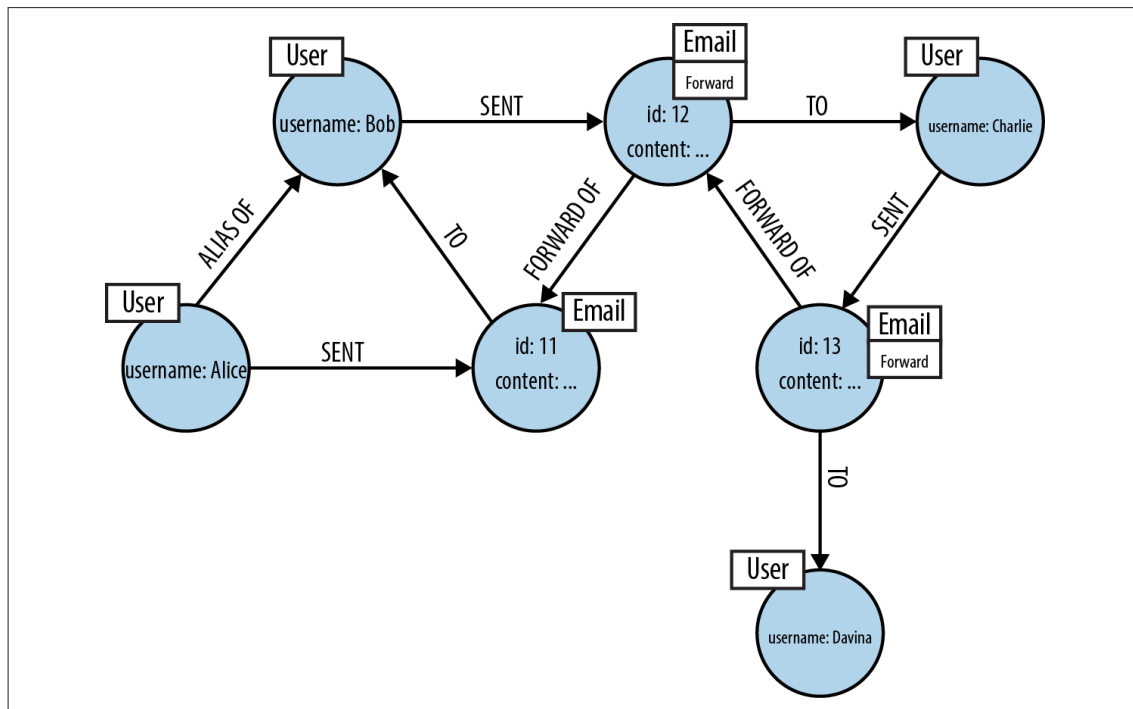 User
username: Bob
SENT
Email
Forward
id: 12
content: ...
TO
User
username: Charlie
ALIAS OF
TO
FORWARD OF
FORWARD OF
SENT
User
username: Alice
SENT
Email
id: 11
content: ...
Email
Forward
id: 13
content: ...
TO
User
username: Davina